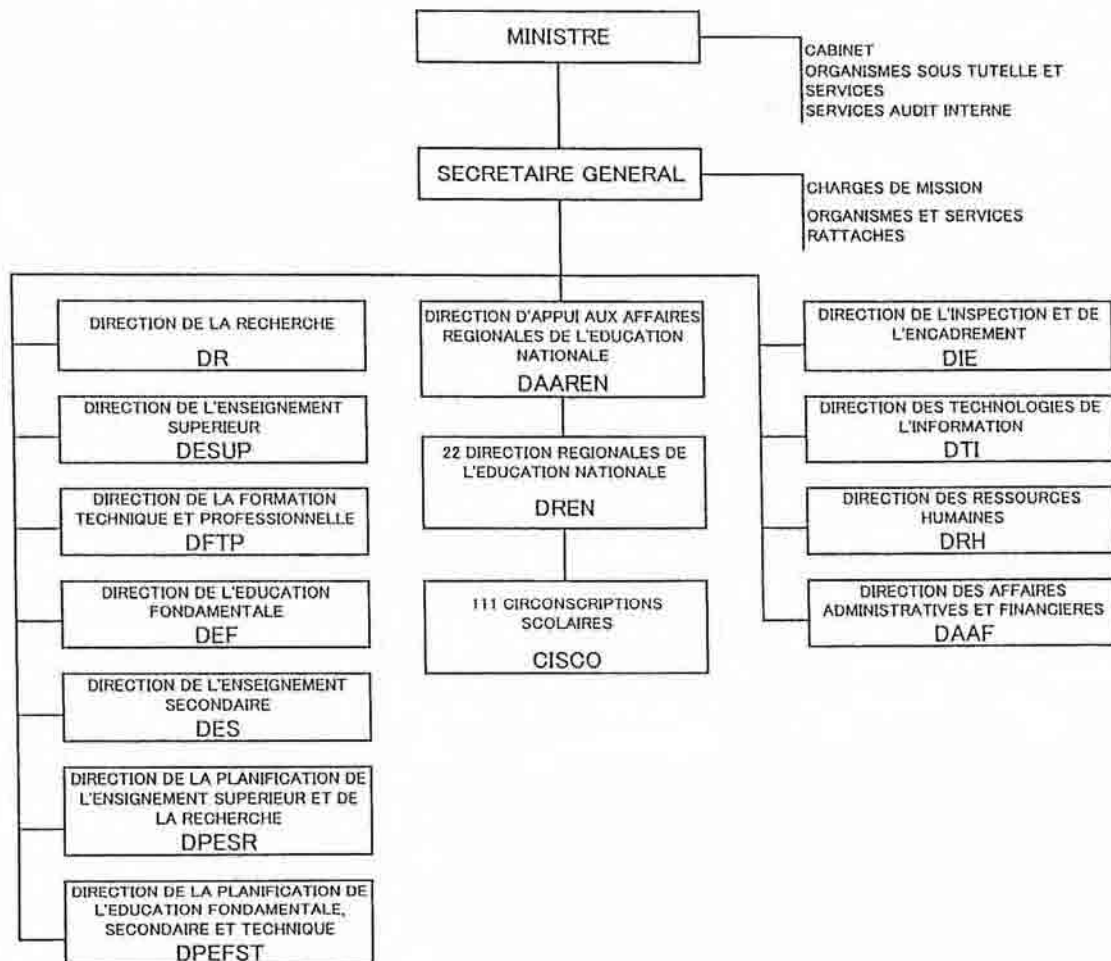 MINISTRE
CABINET
ORGANISMES SOUS TUTELLE ET
SERVICES
SERVICES AUDIT INTERNE
SECRETAIRE GENERAL
CHARGES DE MISSION
ORGANISMES ET SERVICES
RATTACHES
DIRECTION DE LA RECHERCHE
DR
DIRECTION DE L'ENSEIGNEMENT
SUPERIEUR
DESUP
DIRECTION DE LA FORMATION
TECHNIQUE ET PROFESSIONNELLE
DFTP
DIRECTION DE L'EDUCATION
FONDAMENTALE
DEF
DIRECTION DE L'ENSEIGNEMENT
SECONDAIRE
DES
DIRECTION DE LA PLANIFICATION DE
L'ENSIGNEMENT SUPERIEUR ET DE
LA RECHERCHE
DPESR
DIRECTION DE LA PLANIFICATION DE
L'EDUCATION FONDAMENTALE,
SECONDAIRE ET TECHNIQUE
DPEFST
DIRECTION D'APPUI AUX AFFAIRES
REGIONALES DE L'EDUCATION
NATIONALE
DAAREN
22 DIRECTION REGIONALES DE
L'EDUCATION NATIONALE
DREN
111 CIRCONSCRIPTIONS
SCOLAIRES
CISCO
DIRECTION DE L'INSPECTION ET DE
L'ENCADREMENT
DIE
DIRECTION DES TECHNOLOGIES DE
L'INFORMATION
DTI
DIRECTION DES RESSOURCES
HUMAINES
DRH
DIRECTION DES AFFAIRES
ADMINISTRATIVES ET FINANCIERES
DAAF